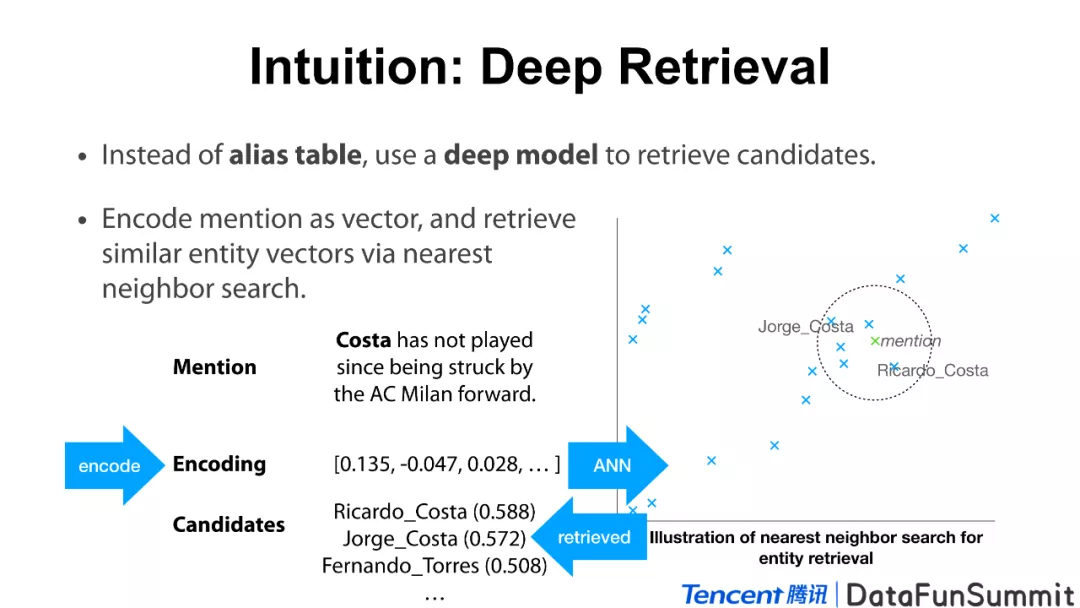 Intuition: Deep Retrieval
• Instead of alias table, use a deep model to retrieve candidates.
• Encode mention as vector, and retrieve
similar entity vectors via nearest
neighbor search.
Mention
Costa has not played
since being struck by
the AC Milan forward.
encode
Encoding
[0.135, -0.047, 0.028, … ]
ANN
Candidates
Ricardo_Costa (0.588)
Jorge_Costa (0.572)
Fernando_Torres (0.508)
…
retrieved
Jorge_Costa
mention
Ricardo_Costa
Illustration of nearest neighbor search for
entity retrieval
Tencent 腾讯 | DataFunSummit